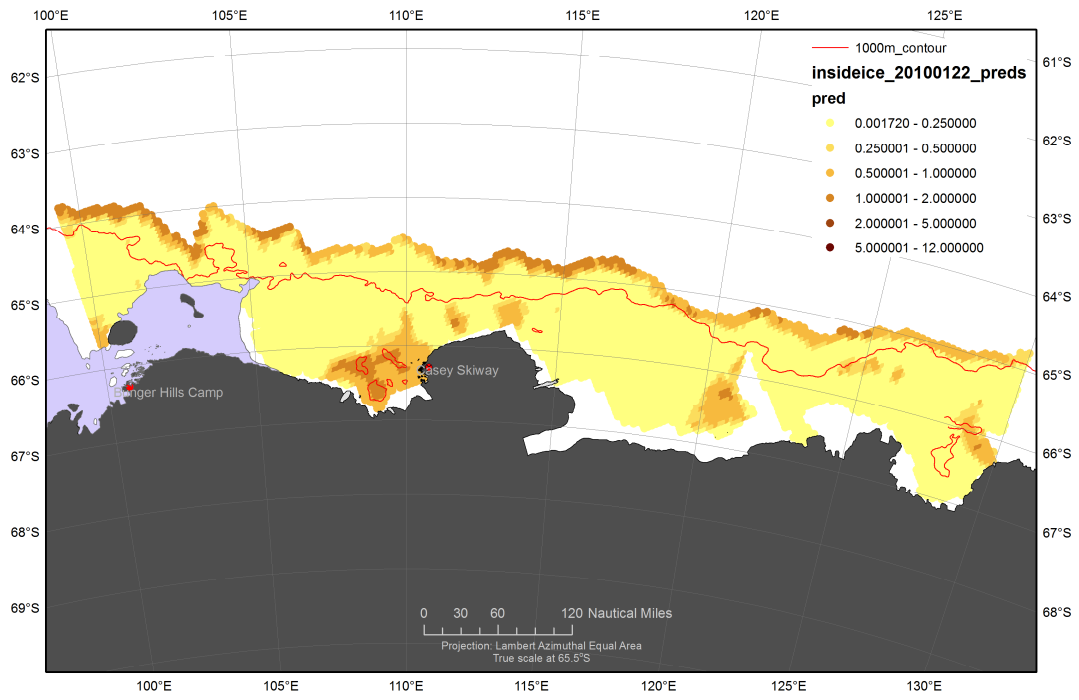 100°E 105°E 110°E 115°E 120°E 125°E
1000m_contour
insideice_20100122_preds
pred
0.001720 - 0.250000
0.250001 - 0.500000
0.500001 - 1.000000
1.000001 - 2.000000
2.000001 - 5.000000
5.000001 - 12.000000
62°S
63°S
64°S
65°S
66°S
67°S
68°S
69°S
61°S
62°S
63°S
64°S
65°S
66°S
67°S
68°S
asey Skiway
nger Hills Camp
0 30 60 120 Nautical Miles
Projection: Lambert Azimuthal Equal Area
True scale at 65.5°S
100°E 105°E 110°E 115°E 120°E 125°E 130°E